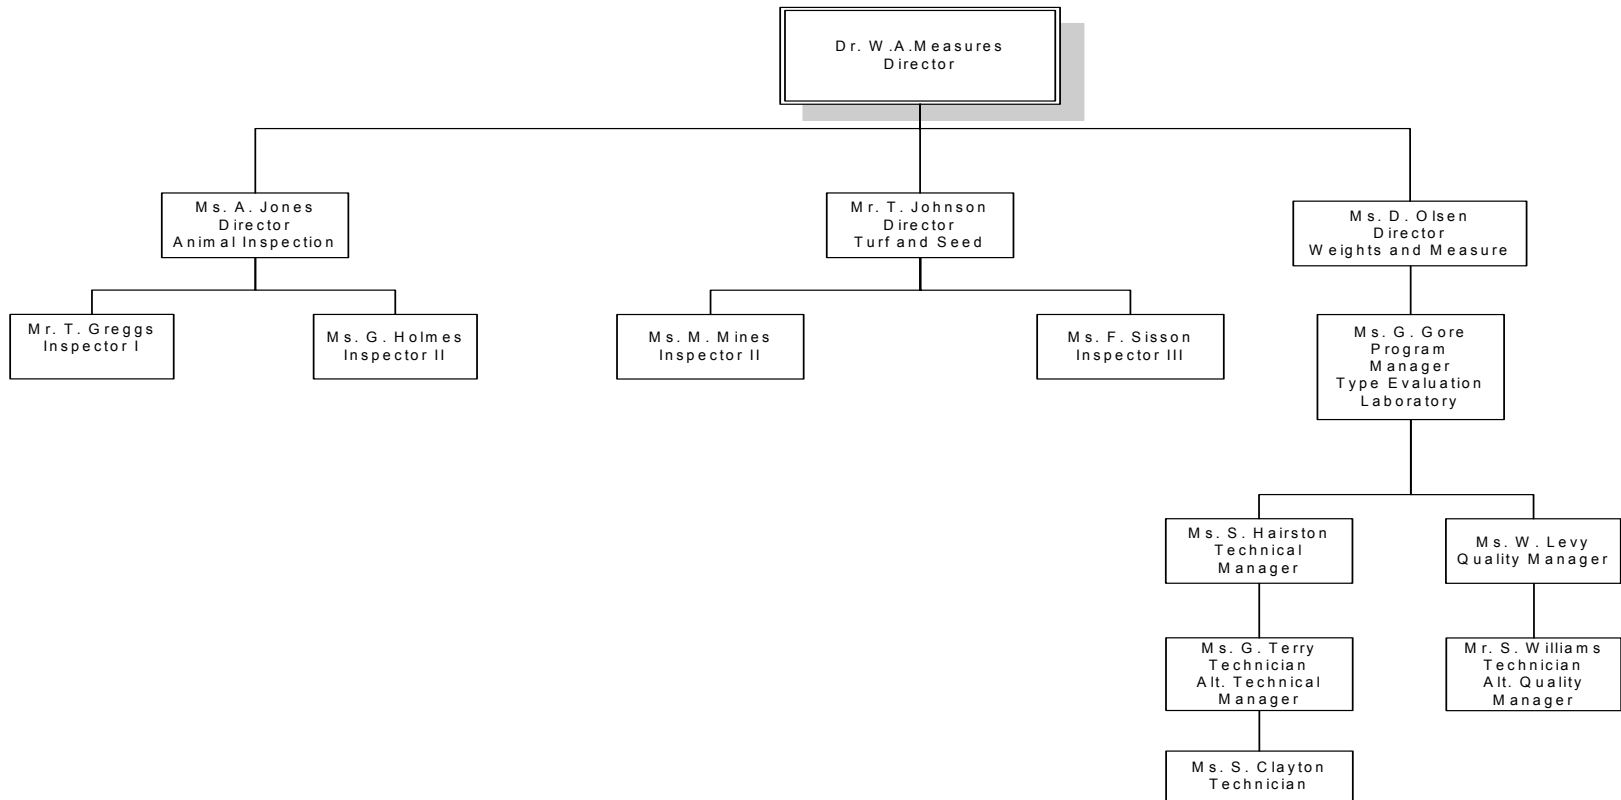 Dr. W.A.Measures
Director
Ms. A. Jones
Director
Animal Inspection
Mr. T. Johnson
Director
Turf and Seed
Ms. D. Olsen
Director
Weights and Measure
Mr. T. Greggs
Inspector I
Ms. G. Holmes
Inspector II
Ms. M. Mines
Inspector II
Ms. F. Sisson
Inspector III
Ms. G. Gore
Program
Manager
Type Evaluation
Laboratory
Ms. S. Hairston
Technical
Manager
Ms. W. Levy
Quality Manager
Ms. G. Terry
Technician
Alt. Technical
Manager
Mr. S. Williams
Technician
Alt. Quality
Manager
Ms. S. Clayton
Technician